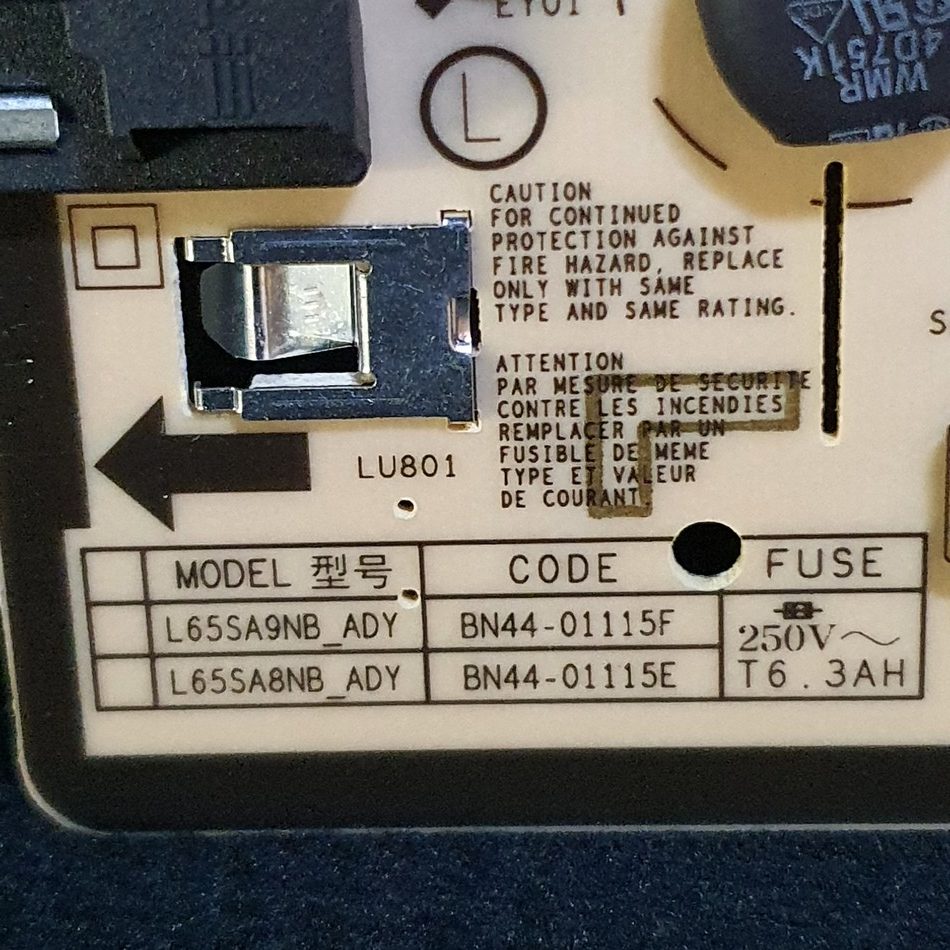 L
WMR
4D751K
CAUTION
FOR CONTINUED
PROTECTION AGAINST
FIRE HAZARD, REPLACE
ONLY WITH SAME
TYPE AND SAME RATING.
ATTENTION
PAR MESURE DE SECURITE
CONTRE LES INCENDIES
REMPLACER PAR UN
FUSIBLE DE MEME
TYPE ET VALEUR
DE COURANT.
LU801
MODEL 型号 CODE FUSE
L65SA9NB_ADY BN44-01115F 250V~
L65SA8NB_ADY BN44-01115E T6.3AH